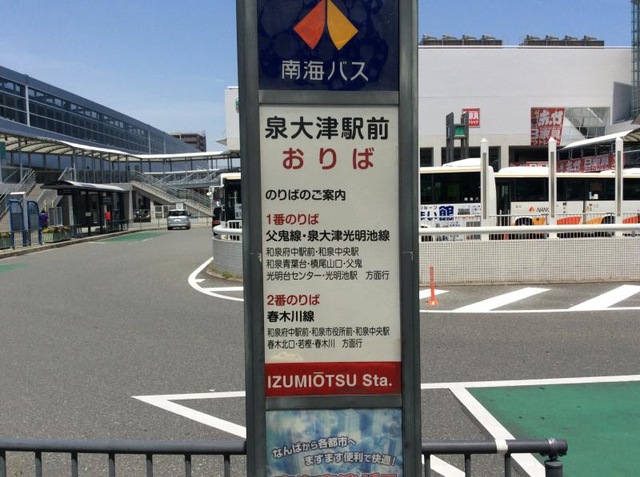 南海バス
泉大津駅前
おりば
のりばのご案内
1番のりば
父鬼線・泉大津光明池線
和泉府中駅前・和泉中央駅
和泉青葉台・槇尾山口・父鬼
光明台センター・光明池駅 方面行
2番のりば
春木川線
和泉府中駅前・和泉市役所前・和泉中央駅
春木北口・若樫・春木川 方面行
IZUMIŌTSU Sta.
なんばから各都市へ
ますます便利で快適!